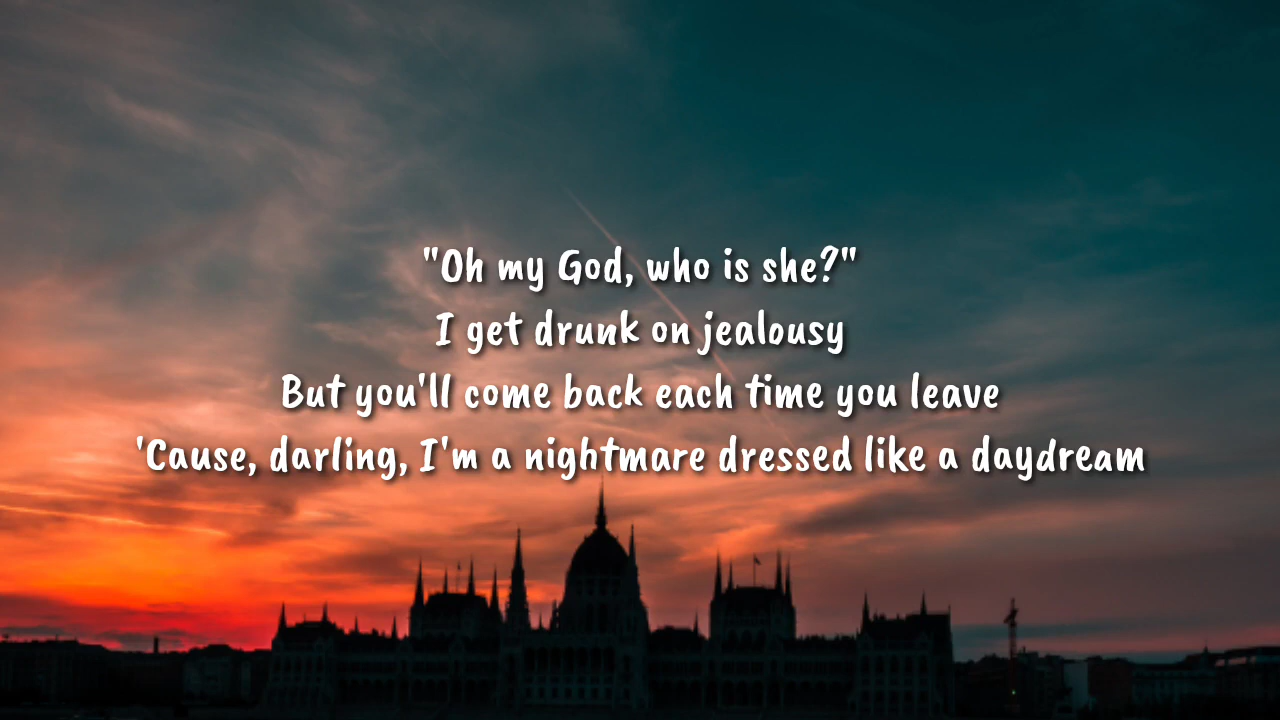 "Oh my God, who is she?"
I get drunk on jealousy
But you'll come back each time you leave
'Cause, darling, I'm a nightmare dressed like a daydream